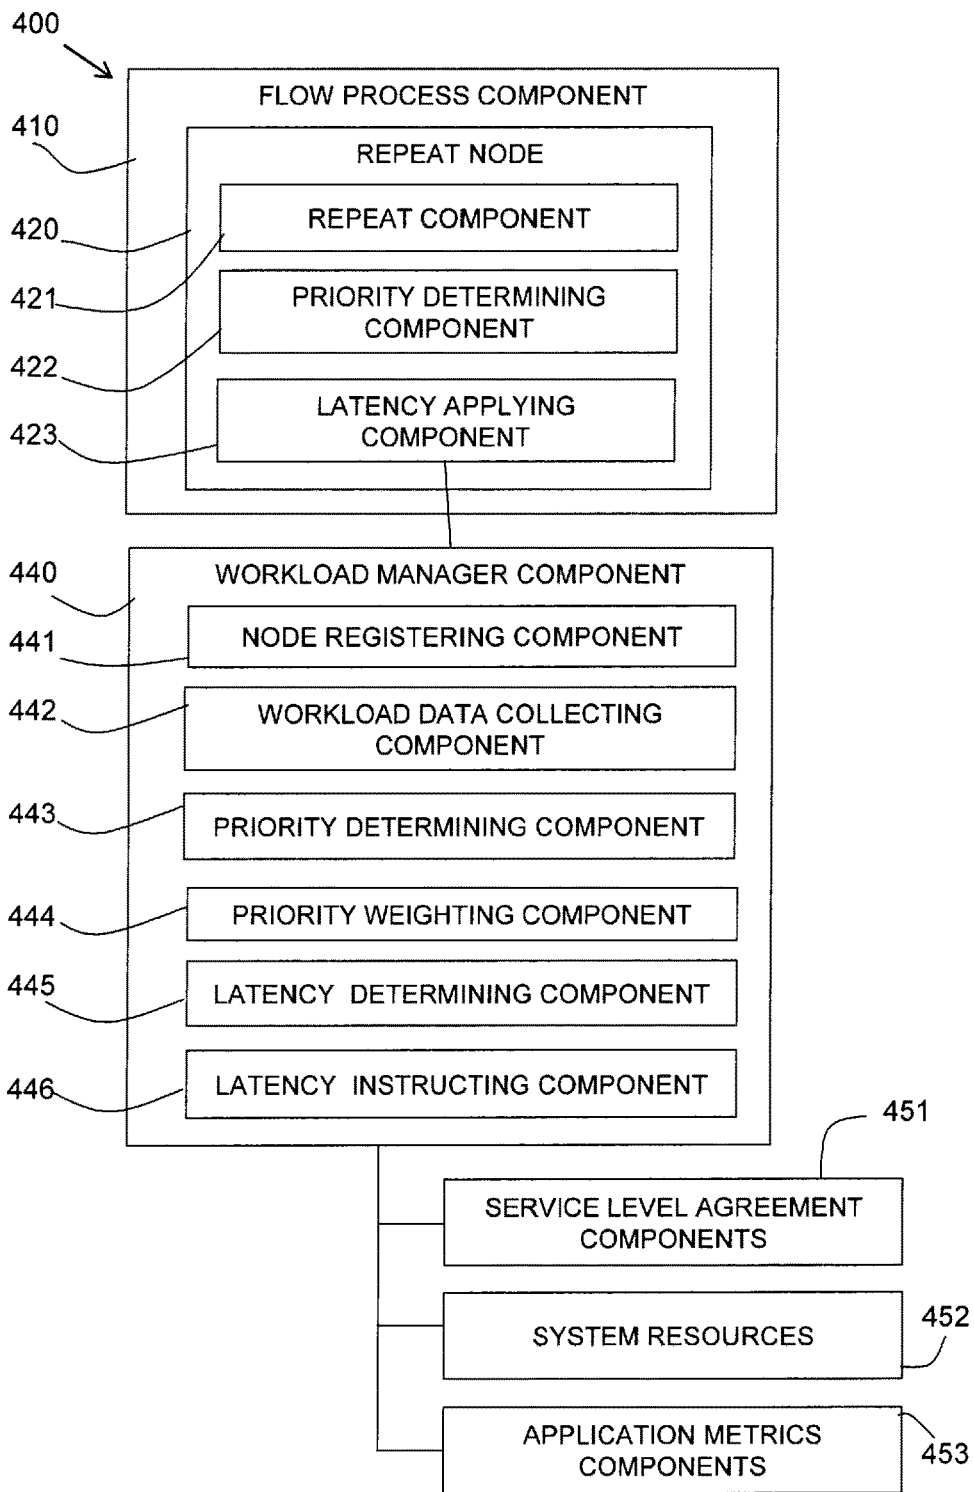 400
FLOW PROCESS COMPONENT
410
REPEAT NODE
420
REPEAT COMPONENT
421
PRIORITY DETERMINING
COMPONENT
422
LATENCY APPLYING
COMPONENT
423
440
WORKLOAD MANAGER COMPONENT
441
NODE REGISTERING COMPONENT
442
WORKLOAD DATA COLLECTING
COMPONENT
443
PRIORITY DETERMINING COMPONENT
444
PRIORITY WEIGHTING COMPONENT
445
LATENCY DETERMINING COMPONENT
446
LATENCY INSTRUCTING COMPONENT
451
SERVICE LEVEL AGREEMENT
COMPONENTS
452
SYSTEM RESOURCES
APPLICATION METRICS
COMPONENTS
453